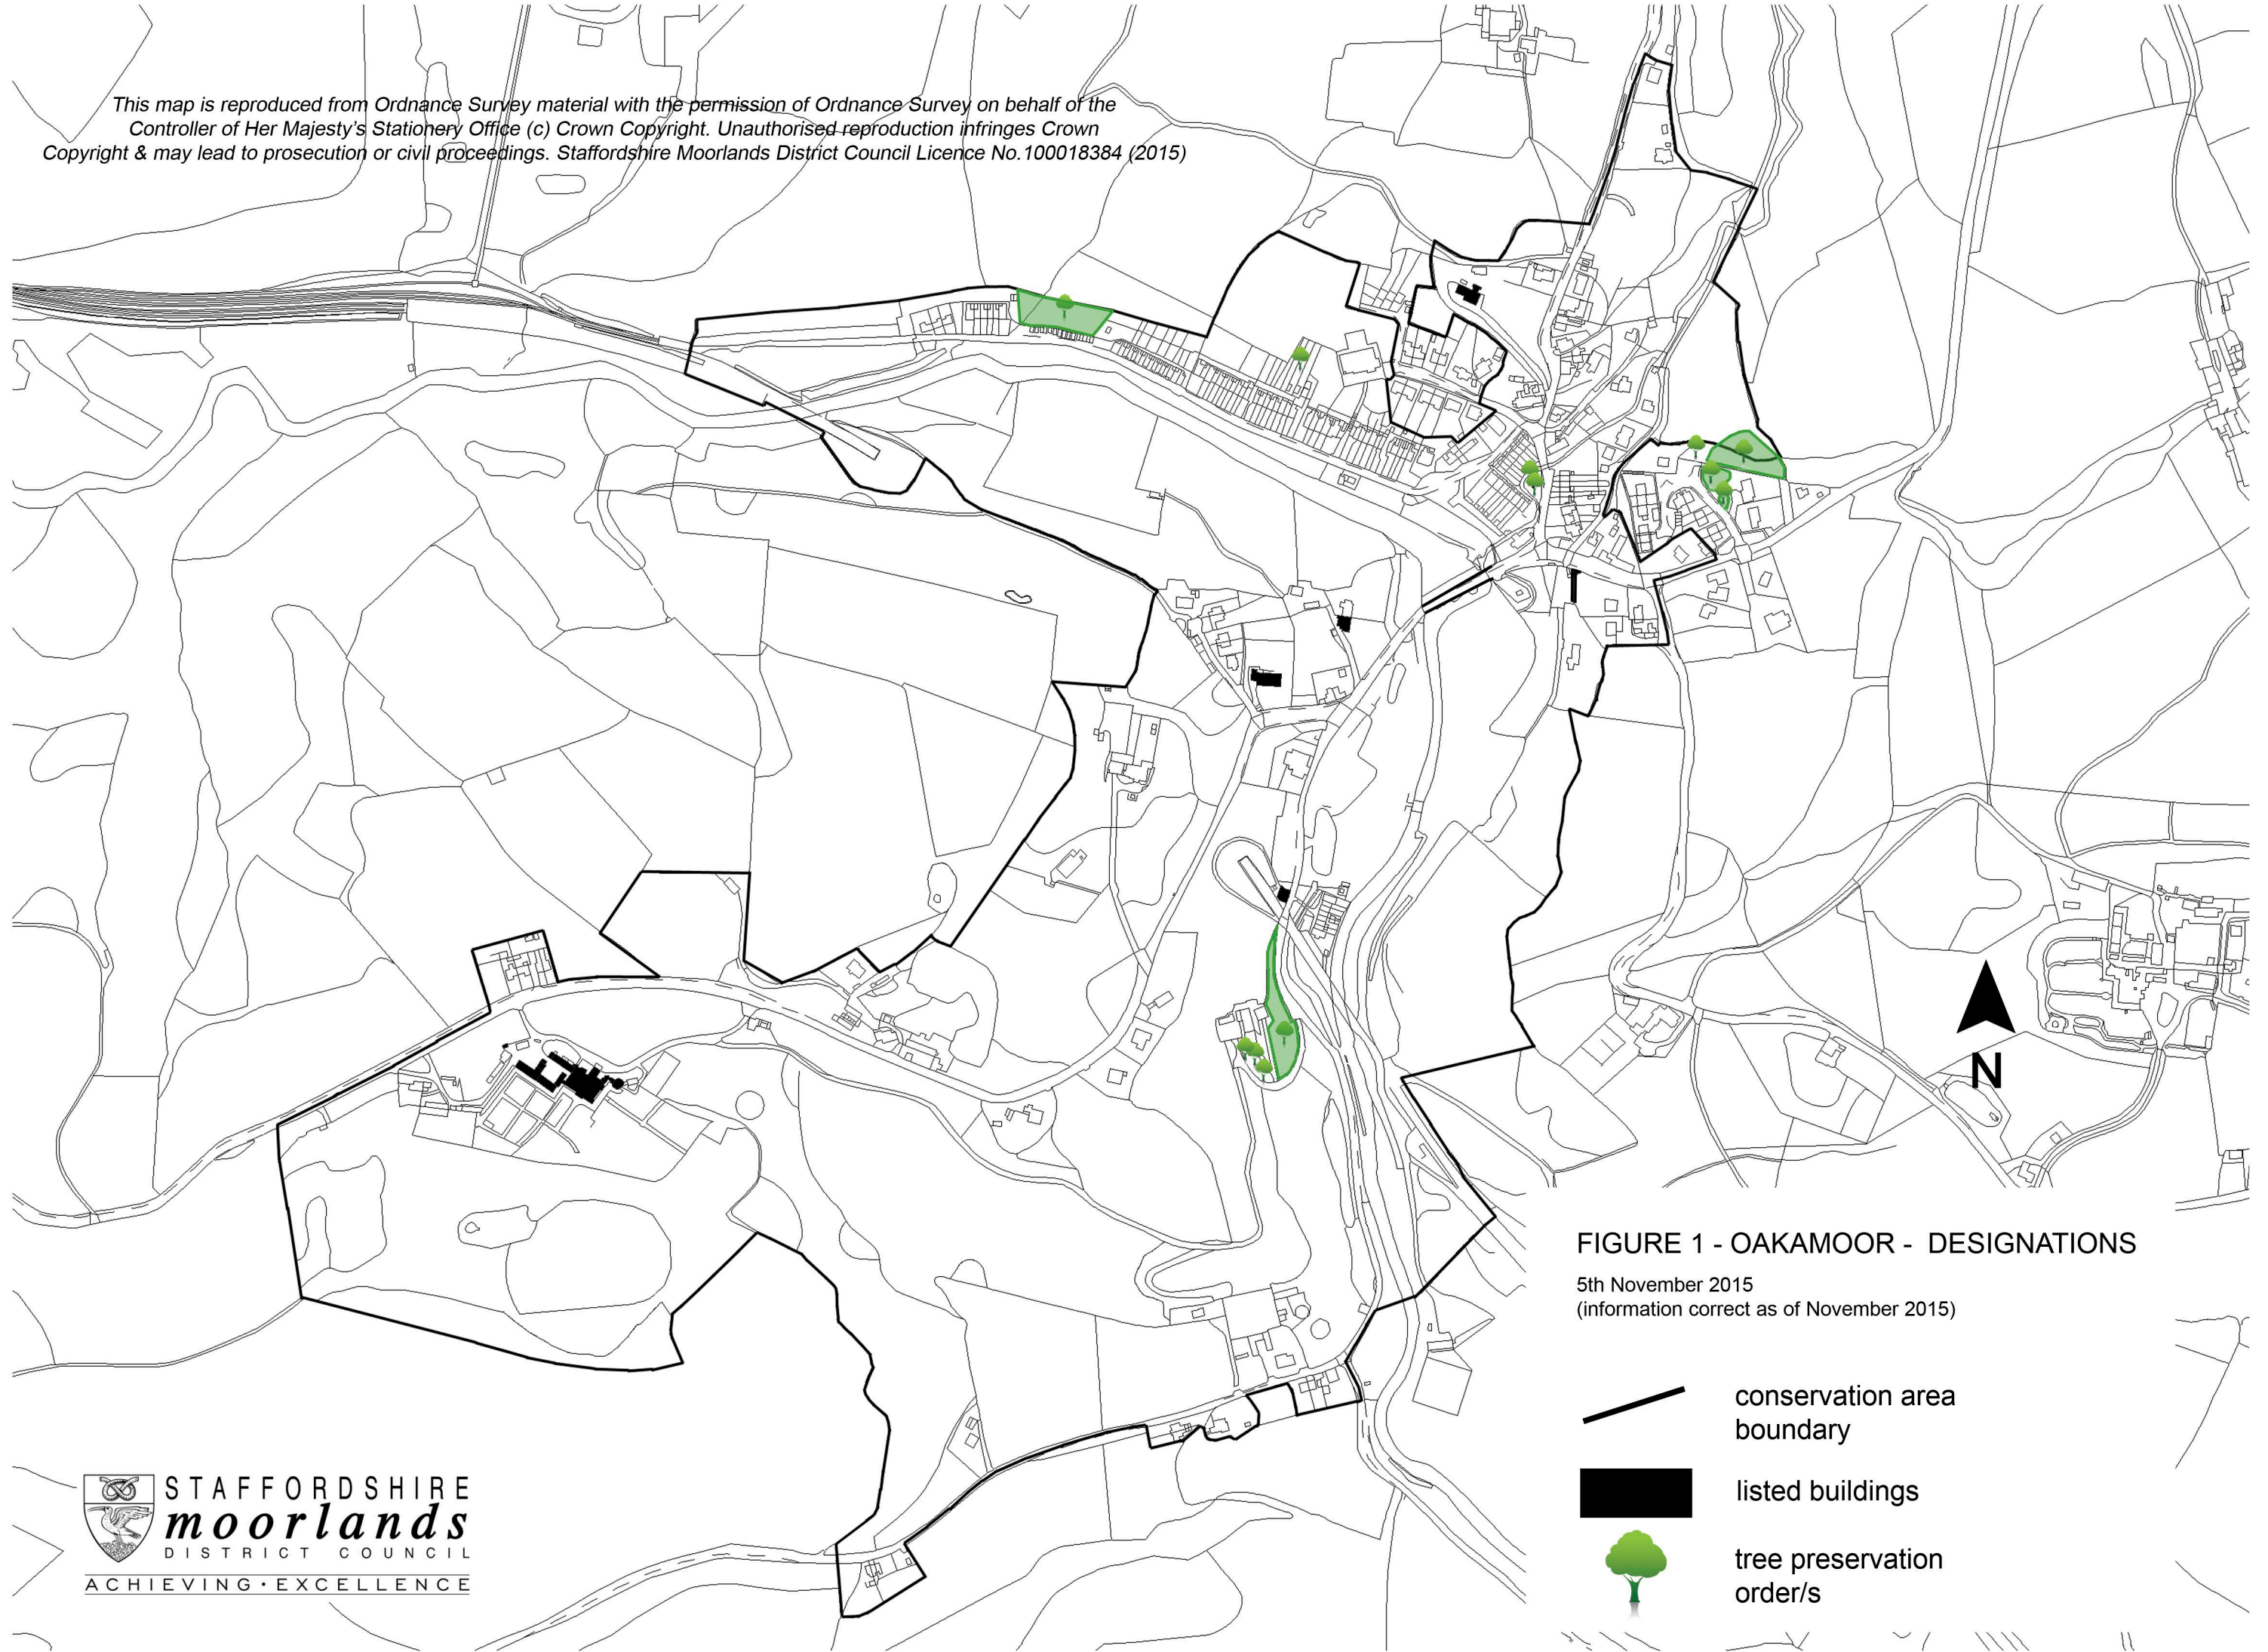 This map is reproduced from Ordnance Survey material with the permission of Ordnance Survey on behalf of the
Controller of Her Majesty's Stationery Office (c) Crown Copyright. Unauthorised reproduction infringes Crown
Copyright & may lead to prosecution or civil proceedings. Staffordshire Moorlands District Council Licence No.100018384 (2015)
N
FIGURE 1 - OAKAMOOR - DESIGNATIONS
5th November 2015
(information correct as of November 2015)
conservation area
boundary
listed buildings
tree preservation
order/s
STAFFORDSHIRE
moorlands
DISTRICT COUNCIL
ACHIEVING · EXCELLENCE